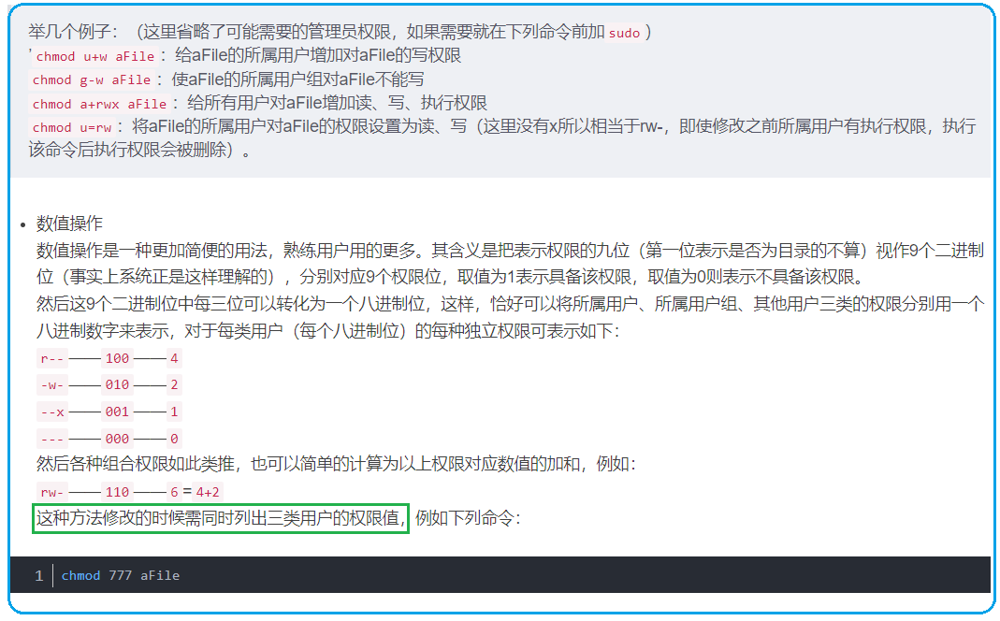 举几个例子：（这里省略了可能需要的管理员权限，如果需要就在下列命令前加 sudo ）
' chmod u+w aFile ：给aFile的所属用户增加对aFile的写权限
chmod g-w aFile ：使aFile的所属用户组对aFile不能写
chmod a+rwx aFile ：给所有用户对aFile增加读、写、执行权限
chmod u=rw ：将aFile的所属用户对aFile的权限设置为读、写（这里没有x所以相当于rw-，即使修改之前所属用户有执行权限，执行
该命令后执行权限会被删除）。
• 数值操作
数值操作是一种更加简便的用法，熟练用户用的更多。其含义是把表示权限的九位（第一位表示是否为目录的不算）视作9个二进制
位（事实上系统正是这样理解的），分别对应9个权限位，取值为1表示具备该权限，取值为0则表示不具备该权限。
然后这9个二进制位中每三位可以转化为一个八进制位，这样，恰好可以将所属用户、所属用户组、其他用户三类的权限分别用一个
八进制数字来表示，对于每类用户（每个八进制位）的每种独立权限可表示如下：
r-- —— 100 —— 4
-w- —— 010 —— 2
--x —— 001 —— 1
--- —— 000 —— 0
然后各种组合权限如此类推，也可以简单的计算为以上权限对应数值的加和，例如：
rw- —— 110 —— 6 = 4+2
这种方法修改的时候需同时列出三类用户的权限值，例如下列命令：
1 chmod 777 aFile